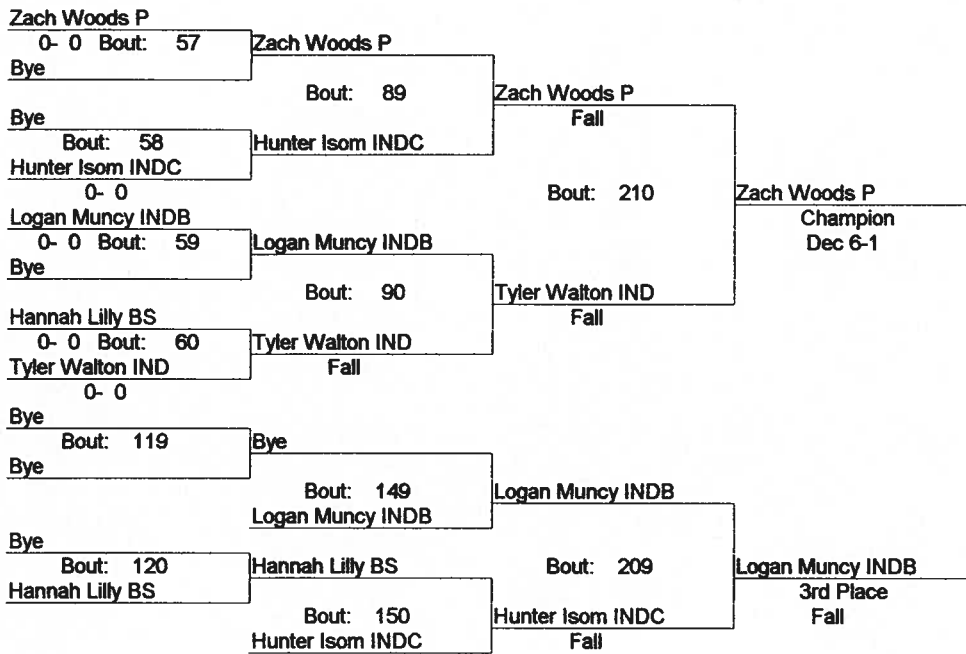 Zach Woods P
0- 0 Bout: 57
Bye
Zach Woods P
Bout: 89
Bye
Bout: 58
Hunter Isom INDC
0- 0
Hunter Isom INDC
Zach Woods P
Fall
Logan Muncy INDB
0- 0 Bout: 59
Bye
Logan Muncy INDB
Bout: 90
Hannah Lilly BS
0- 0 Bout: 60
Tyler Walton IND
0- 0
Tyler Walton IND
Fall
Tyler Walton IND
Fall
Bout: 210
Zach Woods P
Champion
Dec 6-1
Bye
Bout: 119
Bye
Bye
Bout: 149
Logan Muncy INDB
Logan Muncy INDB
Bye
Bout: 120
Hannah Lilly BS
Hannah Lilly BS
Bout: 150
Hunter Isom INDC
Hunter Isom INDC
Fall
Bout: 209
Logan Muncy INDB
3rd Place
Fall